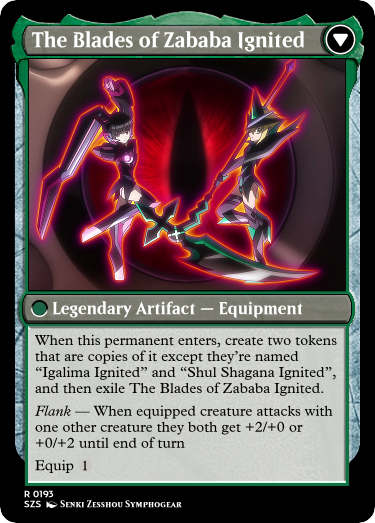 The Blades of Zababa Ignited
Legendary Artifact — Equipment
When this permanent enters, create two tokens
that are copies of it except they're named
“Igalima Ignited” and “Shul Shagana Ignited”,
and then exile The Blades of Zababa Ignited.
Flank — When equipped creature attacks with
one other creature they both get +2/+0 or
+0/+2 until end of turn
Equip 1
R 0193
SZS Senki Zesshou Symphogear